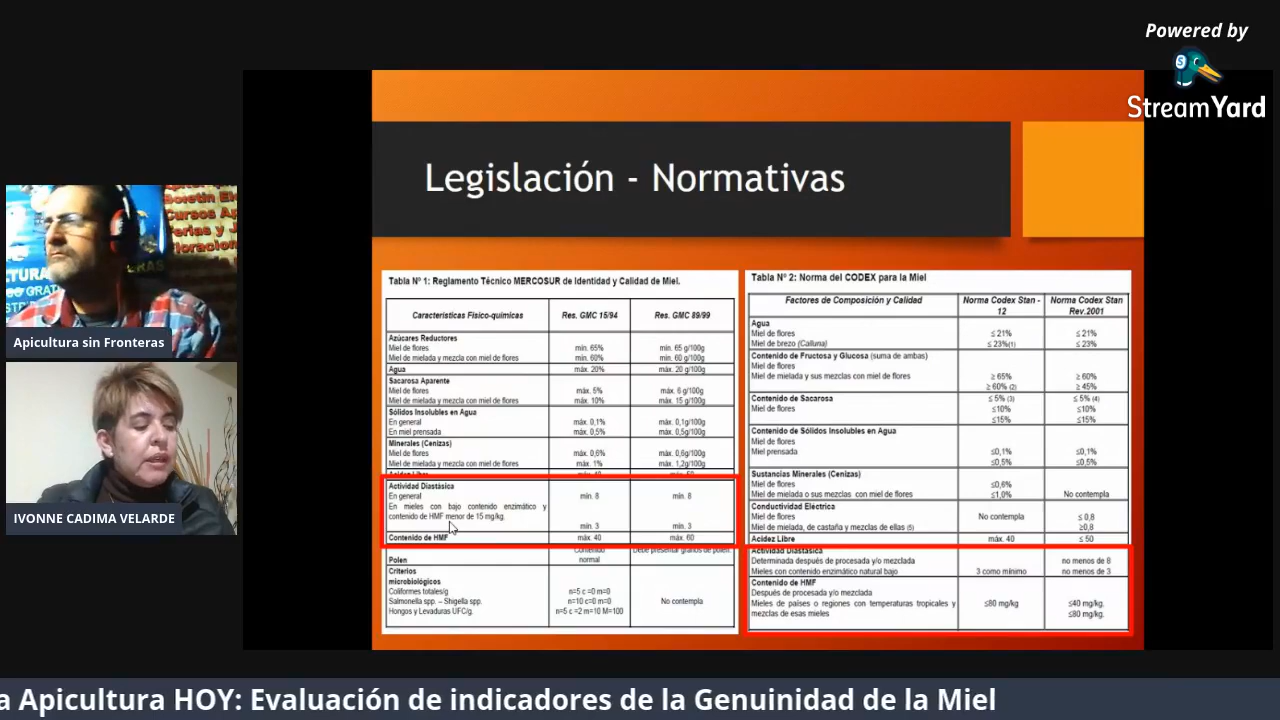 Powered by
StreamYard
Legislación - Normativas
Apicultura sin Fronteras
IVONNE CADIMA VELARDE
Tabla Nº 1: Reglamento Técnico MERCOSUR de Identidad y Calidad de Miel.
Características Fisico-quimicas Res. GMC 15/94 Res. GMC 89/99
Azúcares Reductores
Miel de flores min. 65% min. 65 g/100g
Miel de mielada y mezcla con miel de flores min. 60% min. 60 g/100g
Agua máx. 20% máx. 20 g/100g
Sacarosa Aparente
Miel de flores máx. 5% máx. 6 g/100g
Miel de mielada y mezcla con miel de flores máx. 10% máx. 15 g/100g
Sólidos Insolubles en Agua
En general máx. 0,1% máx. 0,1g/100g
En miel prensada máx. 0,5% máx. 0,5g/100g
Minerales (Cenizas)
Miel de flores máx. 0,6% máx. 0,6g/100g
Miel de mielada y mezcla con miel de flores máx. 1% máx. 1,2g/100g
Actividad Diastásica
En general min. 8 min. 8
En mieles con bajo contenido enzimático y
contenido de HMF menor de 15 mg/kg.
min. 3 min. 3
Contenido de HMF máx. 40 máx. 60
Contenido Debe presentar granos de polen.
Polen normal
Criterios
microbiológicos
Coliformes totales/g n=5 c =0 m=0
Salmonella spp. – Shigella spp. n=10 c=0 m=0 No contempla
Hongos y Levaduras UFC/g. n=5 c =2 m=10 M=100
Tabla Nº 2: Norma del CODEX para la Miel
Factores de Composición y Calidad Norma Codex Stan - 12 Norma Codex Stan Rev.2001
Agua
Miel de flores ≤ 21% ≤ 21%
Miel de brezo (Calluna) ≤ 23%(1) ≤ 23%
Contenido de Fructosa y Glucosa (suma de ambas)
Miel de flores
Miel de mielada y sus mezclas con miel de flores ≥ 65% ≥ 60%
≥ 60% (2) ≥ 45%
Contenido de Sacarosa ≤ 5% (3) ≤ 5% (4)
Miel de flores ≤10% ≤10%
≤15% ≤15%
Contenido de Sólidos Insolubles en Agua
Miel de flores
Miel prensada ≤0,1% ≤0,1%
≤0,5% ≤0,5%
Sustancias Minerales (Cenizas)
Miel de flores ≤0,6%
Miel de mielada o sus mezclas con miel de flores ≤1,0% No contempla
Conductividad Eléctrica
Miel de flores No contempla ≤ 0,8
Miel de mielada, de castaña y mezclas de ellas (5) ≥0,8
Acidez Libre máx. 40 ≤ 50
Actividad Diastásica
Determinada después de procesada y/o mezclada no menos de 8
Mieles con contenido enzimático natural bajo 3 como mínimo no menos de 3
Contenido de HMF
Después de procesada y/o mezclada
Mieles de países o regiones con temperaturas tropicales y ≤80 mg/kg ≤40 mg/kg.
mezclas de esas mieles ≤80 mg/kg.
a Apicultura HOY: Evaluación de indicadores de la Genuinidad de la Miel